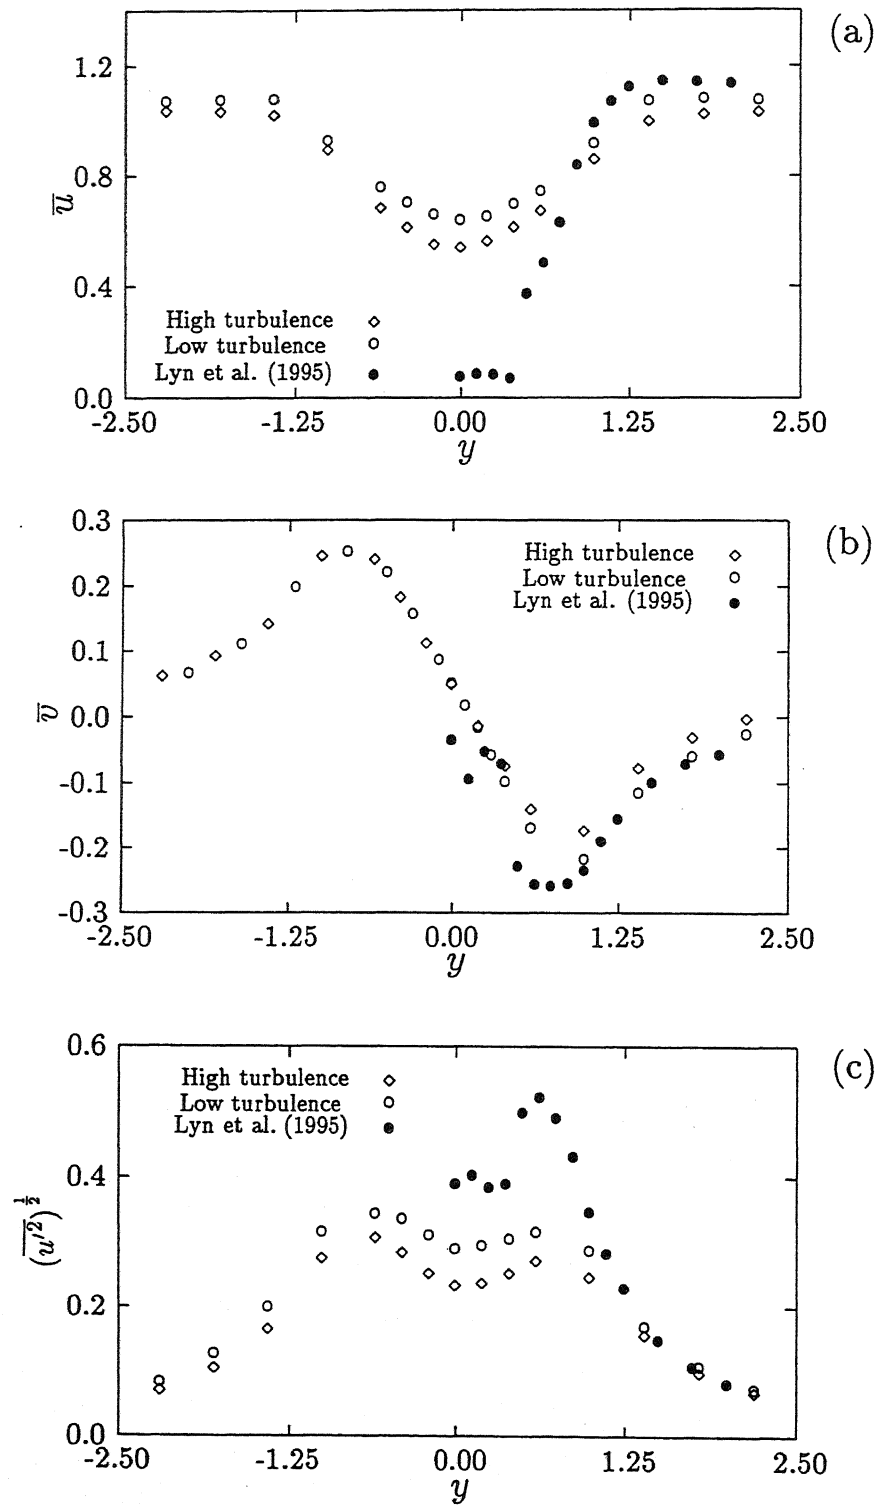 (a)
1.2
0.8
0.4
0.0
u̅
High turbulence
Low turbulence
Lyn et al. (1995)
-2.50 -1.25 0.00 1.25 2.50
y
(b)
0.3
0.2
0.1
0.0
-0.1
-0.2
-0.3
v̅
High turbulence
Low turbulence
Lyn et al. (1995)
-2.50 -1.25 0.00 1.25 2.50
y
(c)
0.6
0.4
0.2
0.0
(u′²)^½
High turbulence
Low turbulence
Lyn et al. (1995)
-2.50 -1.25 0.00 1.25 2.50
y